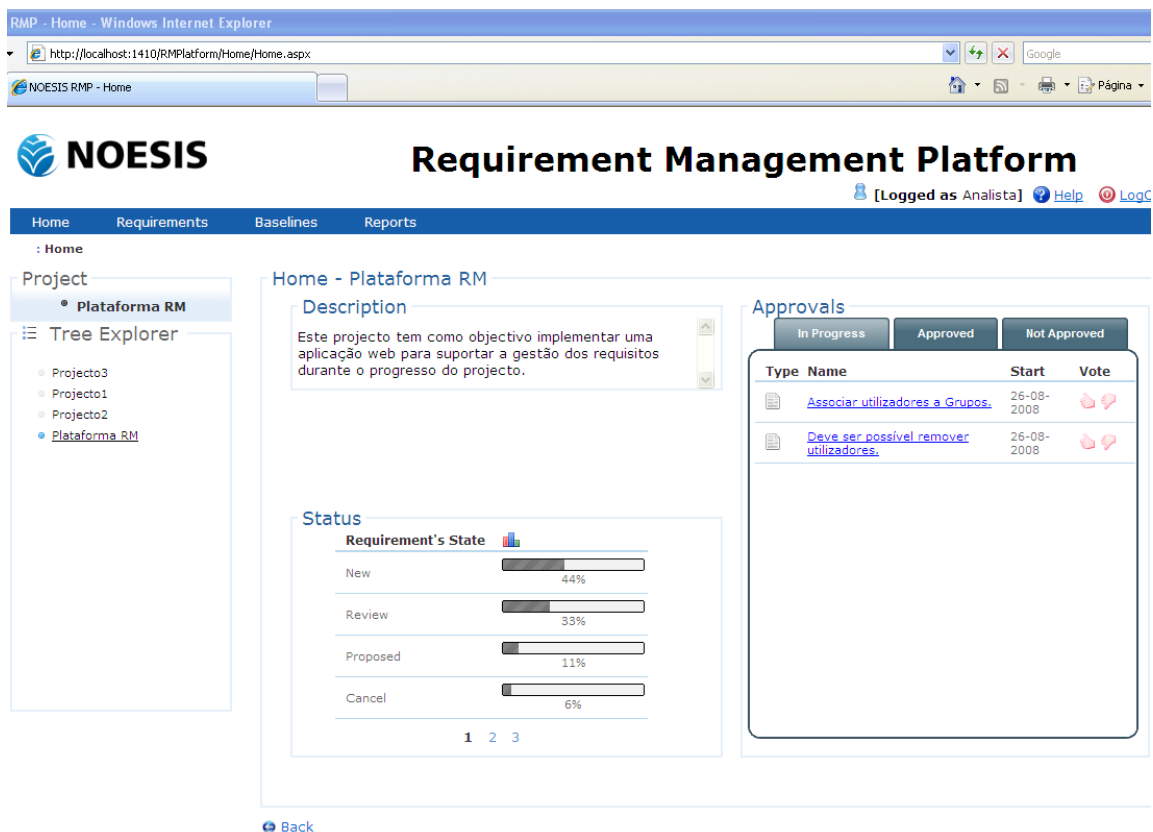 RMP - Home - Windows Internet Explorer
http://localhost:1410/RMPlatform/Home/Home.aspx
Google
NOESIS RMP - Home
Página
NOESIS
Requirement Management Platform
[Logged as Analista] Help
Home Requirements Baselines Reports
: Home
Project
Plataforma RM
Tree Explorer
Projecto3
Projecto1
Projecto2
Plataforma RM
Home - Plataforma RM
Description
Este projecto tem como objectivo implementar uma
aplicação web para suportar a gestão dos requisitos
durante o progresso do projecto.
Status
Requirement's State
New
44%
Review
33%
Proposed
11%
Cancel
6%
1 2 3
Approvals
In Progress Approved Not Approved
Type Name Start Vote
Associar utilizadores a Grupos. 26-08-
2008
Deve ser possível remover 26-08-
utilizadores. 2008
Back